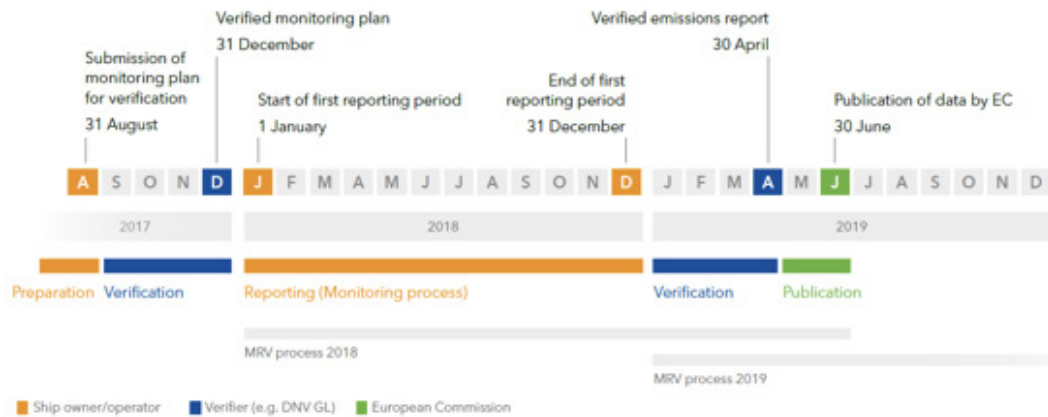 Verified monitoring plan
31 December
Verified emissions report
30 April
Submission of
monitoring plan
for verification
31 August
Start of first reporting period
1 January
End of first
reporting period
31 December
Publication of data by EC
30 June
A S O N D J F M A M J J A S O N D J F M A M J J A S O N D
2017 2018 2019
Preparation Verification Reporting (Monitoring process) Verification Publication
MRV process 2018
MRV process 2019
Ship owner/operator Verifier (e.g. DNV GL) European Commission